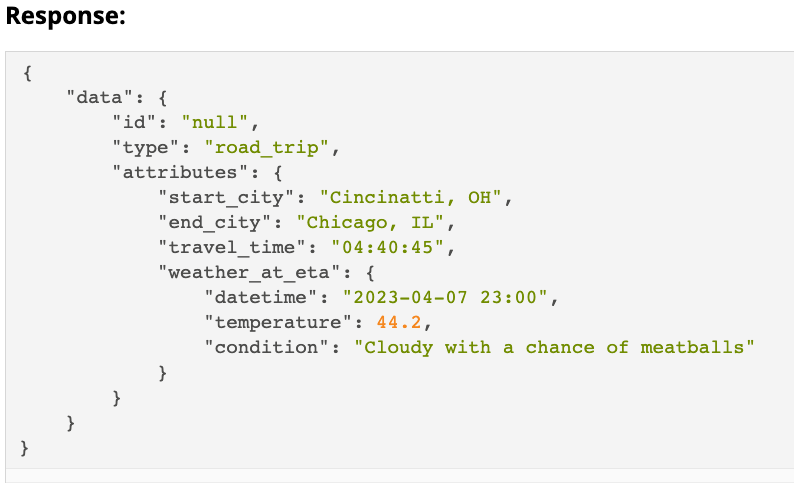 Response:
{
    "data": {
        "id": "null",
        "type": "road_trip",
        "attributes": {
            "start_city": "Cincinatti, OH",
            "end_city": "Chicago, IL",
            "travel_time": "04:40:45",
            "weather_at_eta": {
                "datetime": "2023-04-07 23:00",
                "temperature": 44.2,
                "condition": "Cloudy with a chance of meatballs"
            }
        }
    }
}